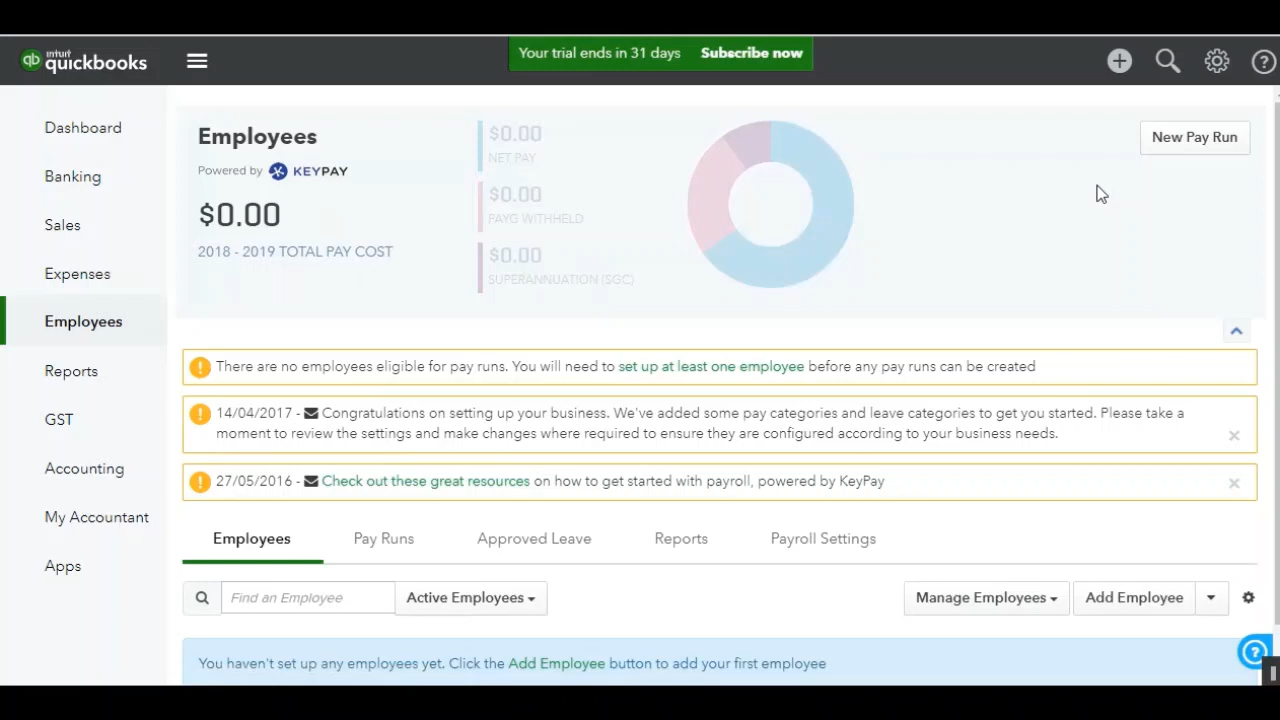 Your trial ends in 31 days Subscribe now
qb intuit quickbooks
Dashboard
Banking
Sales
Expenses
Employees
Reports
GST
Accounting
My Accountant
Apps
Employees
Powered by KEYPAY
$0.00
2018 - 2019 TOTAL PAY COST
$0.00
NET PAY
$0.00
PAYG WITHHELD
$0.00
SUPERANNUATION (SGC)
New Pay Run
There are no employees eligible for pay runs. You will need to set up at least one employee before any pay runs can be created
14/04/2017 - Congratulations on setting up your business. We've added some pay categories and leave categories to get you started. Please take a
moment to review the settings and make changes where required to ensure they are configured according to your business needs.
27/05/2016 - Check out these great resources on how to get started with payroll, powered by KeyPay
Employees Pay Runs Approved Leave Reports Payroll Settings
Find an Employee Active Employees Manage Employees Add Employee
You haven't set up any employees yet. Click the Add Employee button to add your first employee